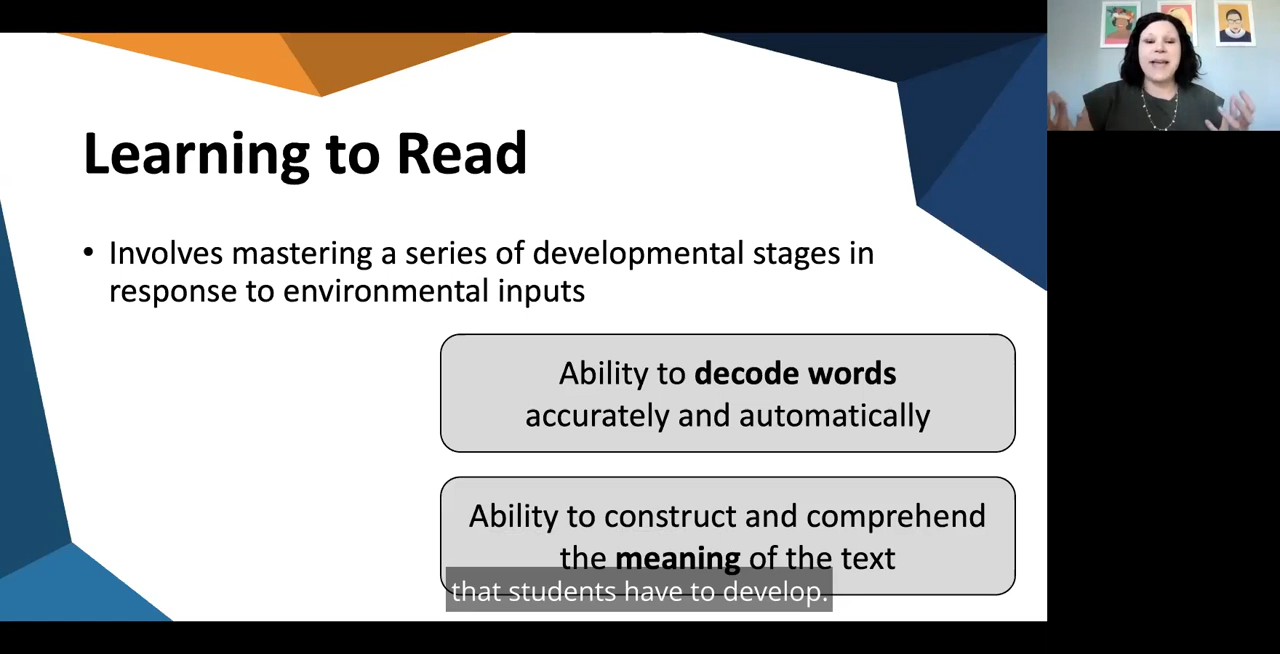 Learning to Read
• Involves mastering a series of developmental stages in
response to environmental inputs
Ability to decode words
accurately and automatically
Ability to construct and comprehend
the meaning of the text
that students have to develop.